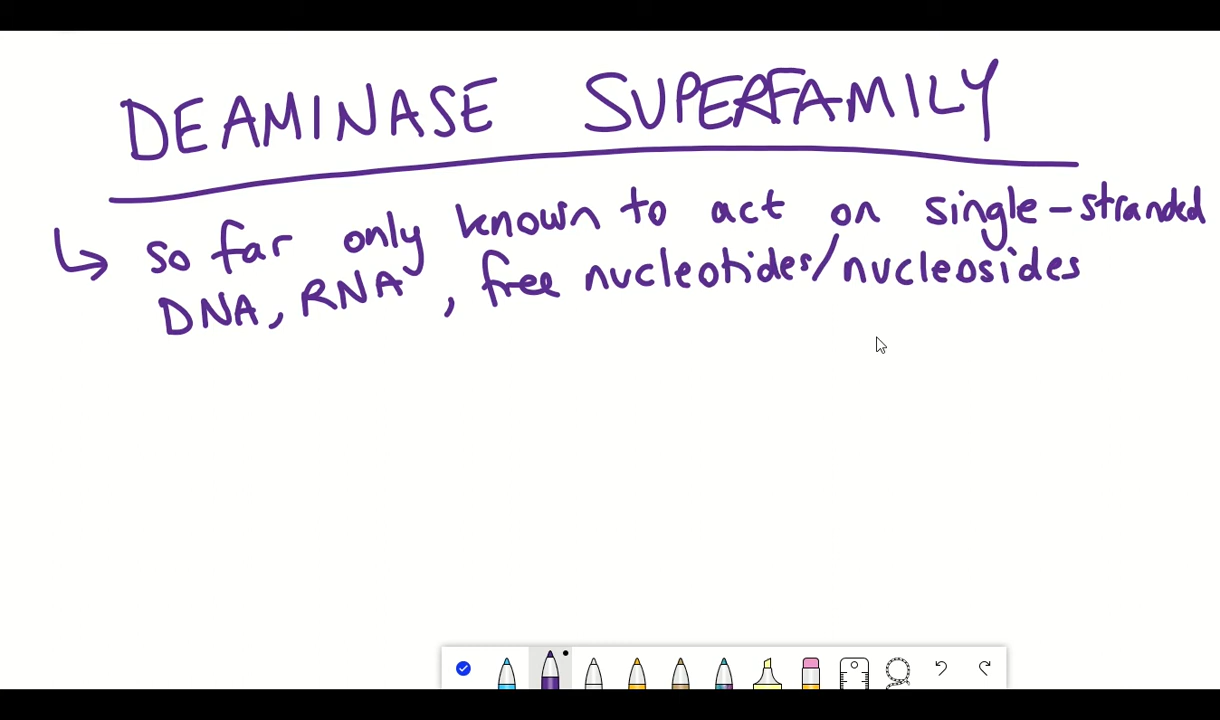 DEAMINASE SUPERFAMILY
↳ so far only known to act on single-stranded
DNA, RNA, free nucleotides/nucleosides